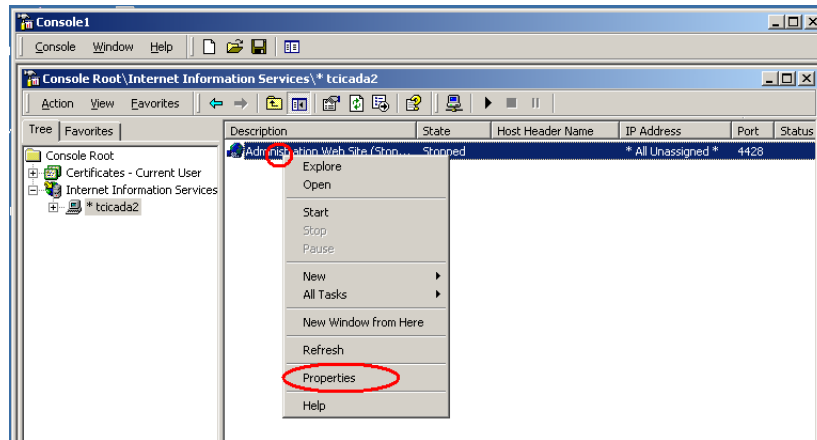 Console1
Console Window Help
Console Root\Internet Information Services\* tcicada2
Action View Favorites
Tree Favorites
Description State Host Header Name IP Address Port Status
Console Root
Certificates - Current User
Internet Information Services
* tcicada2
Administration Web Site (Stop... Stopped * All Unassigned * 4428
Explore
Open
Start
Stop
Pause
New
All Tasks
New Window from Here
Refresh
Properties
Help